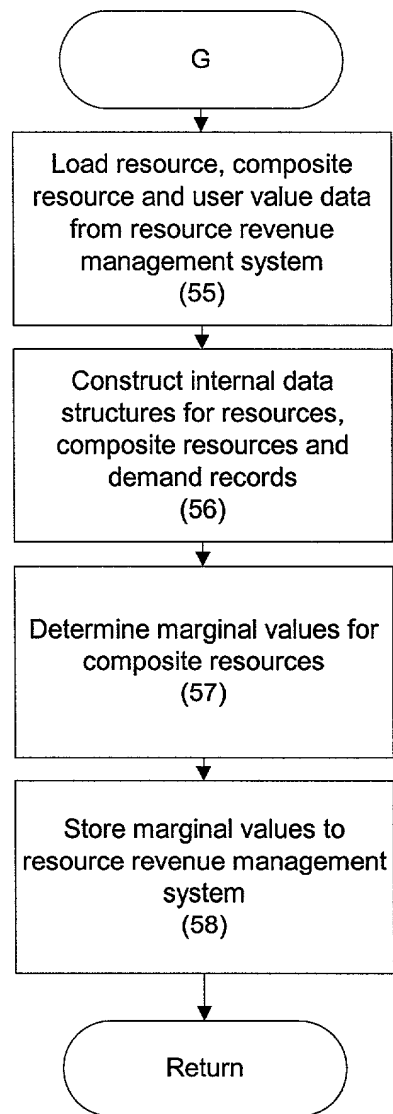 G
Load resource, composite
resource and user value data
from resource revenue
management system
(55)
Construct internal data
structures for resources,
composite resources and
demand records
(56)
Determine marginal values for
composite resources
(57)
Store marginal values to
resource revenue management
system
(58)
Return